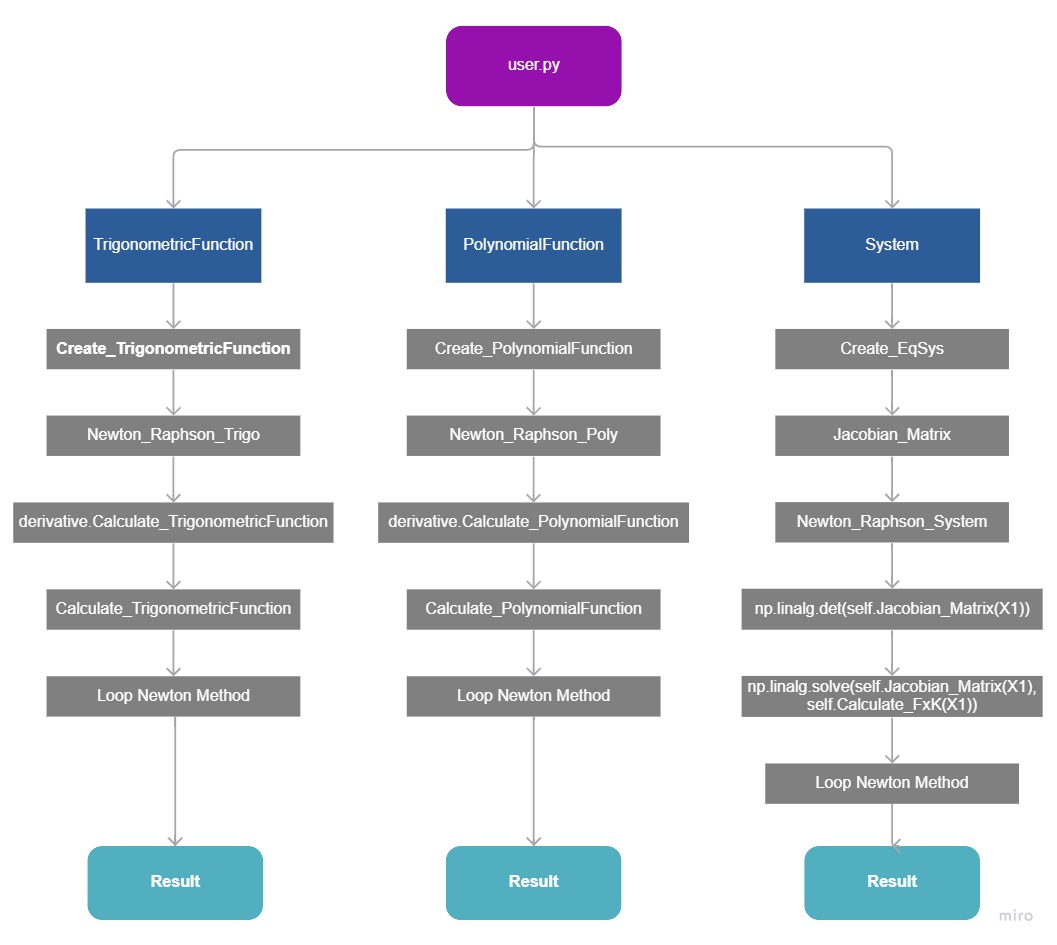 user.py
TrigonometricFunction
PolynomialFunction
System
Create_TrigonometricFunction
Create_PolynomialFunction
Create_EqSys
Newton_Raphson_Trigo
Newton_Raphson_Poly
Jacobian_Matrix
derivative.Calculate_TrigonometricFunction
derivative.Calculate_PolynomialFunction
Newton_Raphson_System
Calculate_TrigonometricFunction
Calculate_PolynomialFunction
np.linalg.det(self.Jacobian_Matrix(X1))
Loop Newton Method
Loop Newton Method
np.linalg.solve(self.Jacobian_Matrix(X1),
self.Calculate_FxK(X1))
Loop Newton Method
Result
Result
Result
miro